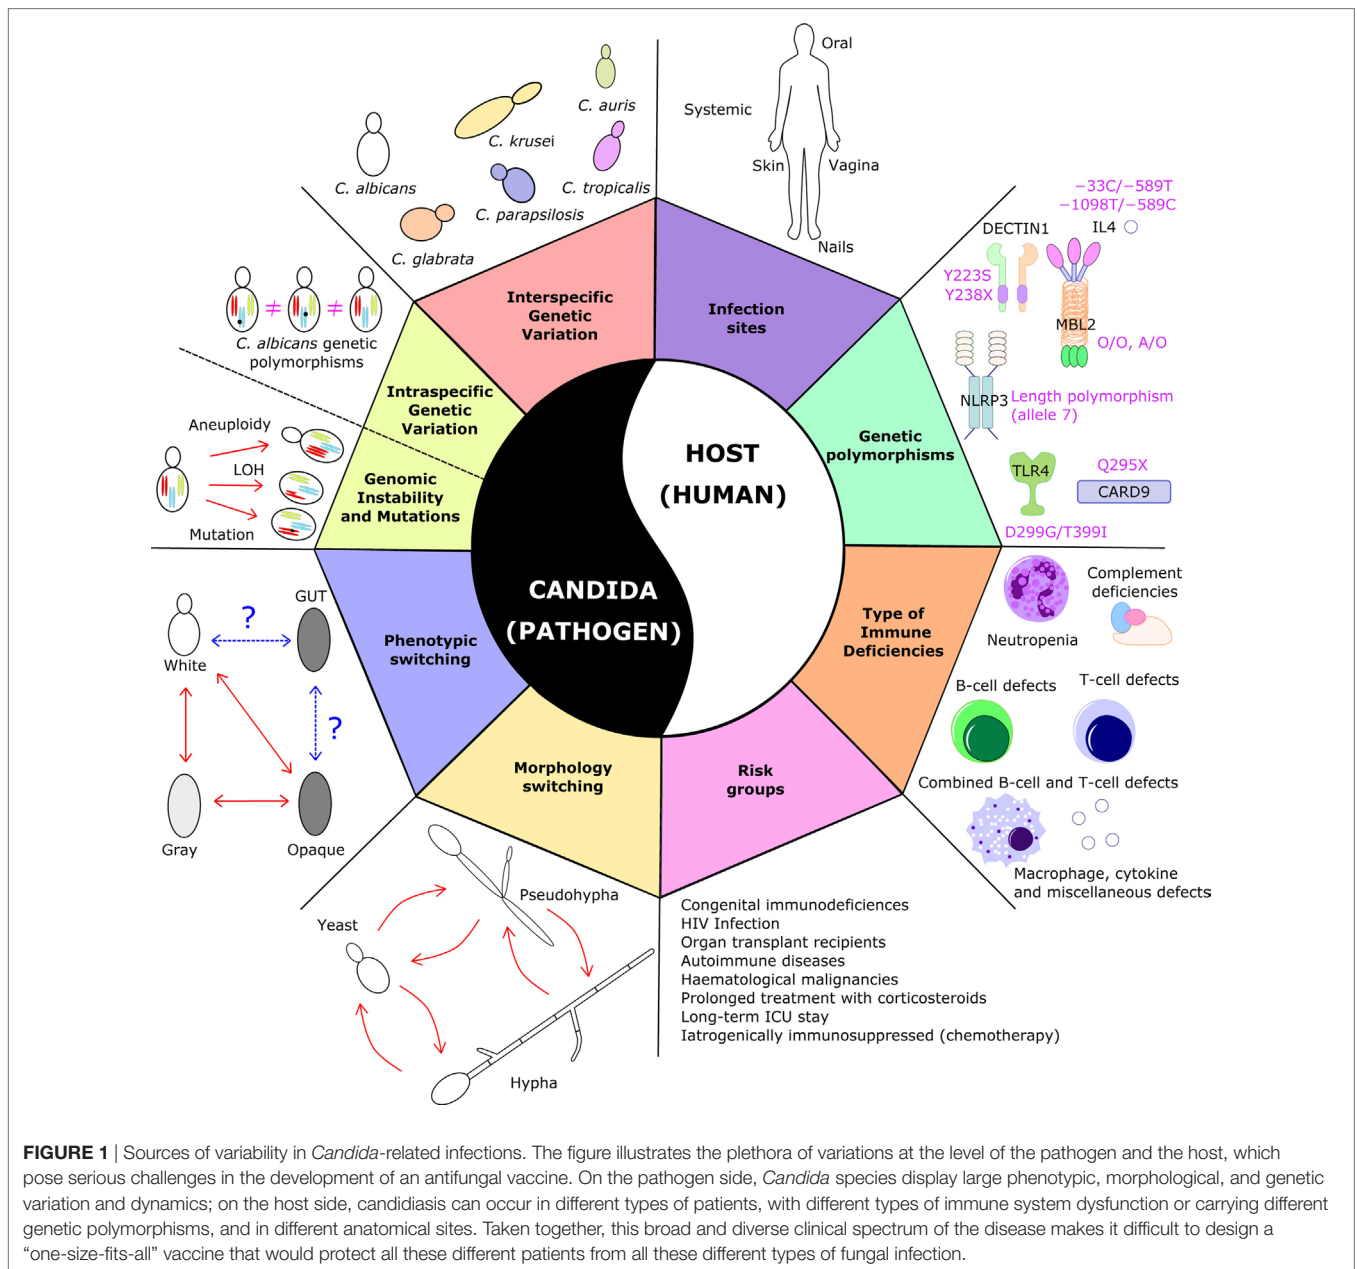 Oral
Systemic
Skin
Vagina
Nails
C. auris
C. krusei
C. albicans
C. tropicalis
C. parapsilosis
C. glabrata
Interspecific
Genetic
Variation
Infection
sites
−33C/−589T
−1098T/−589C
DECTIN1
IL4
Y223S
Y238X
MBL2
O/O, A/O
NLRP3
Length polymorphism
(allele 7)
TLR4
Q295X
CARD9
D299G/T399I
Genetic
polymorphisms
≠ ≠
C. albicans genetic
polymorphisms
Intraspecific
Genetic
Variation
Aneuploidy
LOH
Mutation
Genomic
Instability
and Mutations
HOST
(HUMAN)
CANDIDA
(PATHOGEN)
GUT
?
White
?
Gray
Opaque
Phenotypic
switching
Type of
Immune
Deficiencies
Neutropenia
Complement
deficiencies
B-cell defects
T-cell defects
Combined B-cell and T-cell defects
Macrophage, cytokine
and miscellaneous defects
Morphology
switching
Risk
groups
Pseudohypha
Yeast
Hypha
Congenital immunodeficiences
HIV Infection
Organ transplant recipients
Autoimmune diseases
Haematological malignancies
Prolonged treatment with corticosteroids
Long-term ICU stay
Iatrogenically immunosuppressed (chemotherapy)
FIGURE 1 | Sources of variability in Candida-related infections. The figure illustrates the plethora of variations at the level of the pathogen and the host, which
pose serious challenges in the development of an antifungal vaccine. On the pathogen side, Candida species display large phenotypic, morphological, and genetic
variation and dynamics; on the host side, candidiasis can occur in different types of patients, with different types of immune system dysfunction or carrying different
genetic polymorphisms, and in different anatomical sites. Taken together, this broad and diverse clinical spectrum of the disease makes it difficult to design a
“one-size-fits-all” vaccine that would protect all these different patients from all these different types of fungal infection.